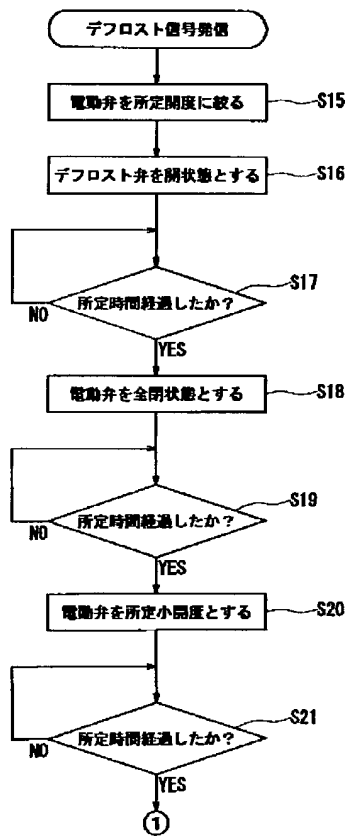 デフロスト信号発信
電動弁を所定開度に絞る
S15
デフロスト弁を開状態とする
S16
所定時間経過したか?
S17
NO
YES
電動弁を全閉状態とする
S18
所定時間経過したか?
S19
NO
YES
電動弁を所定小開度とする
S20
所定時間経過したか?
S21
NO
YES
①